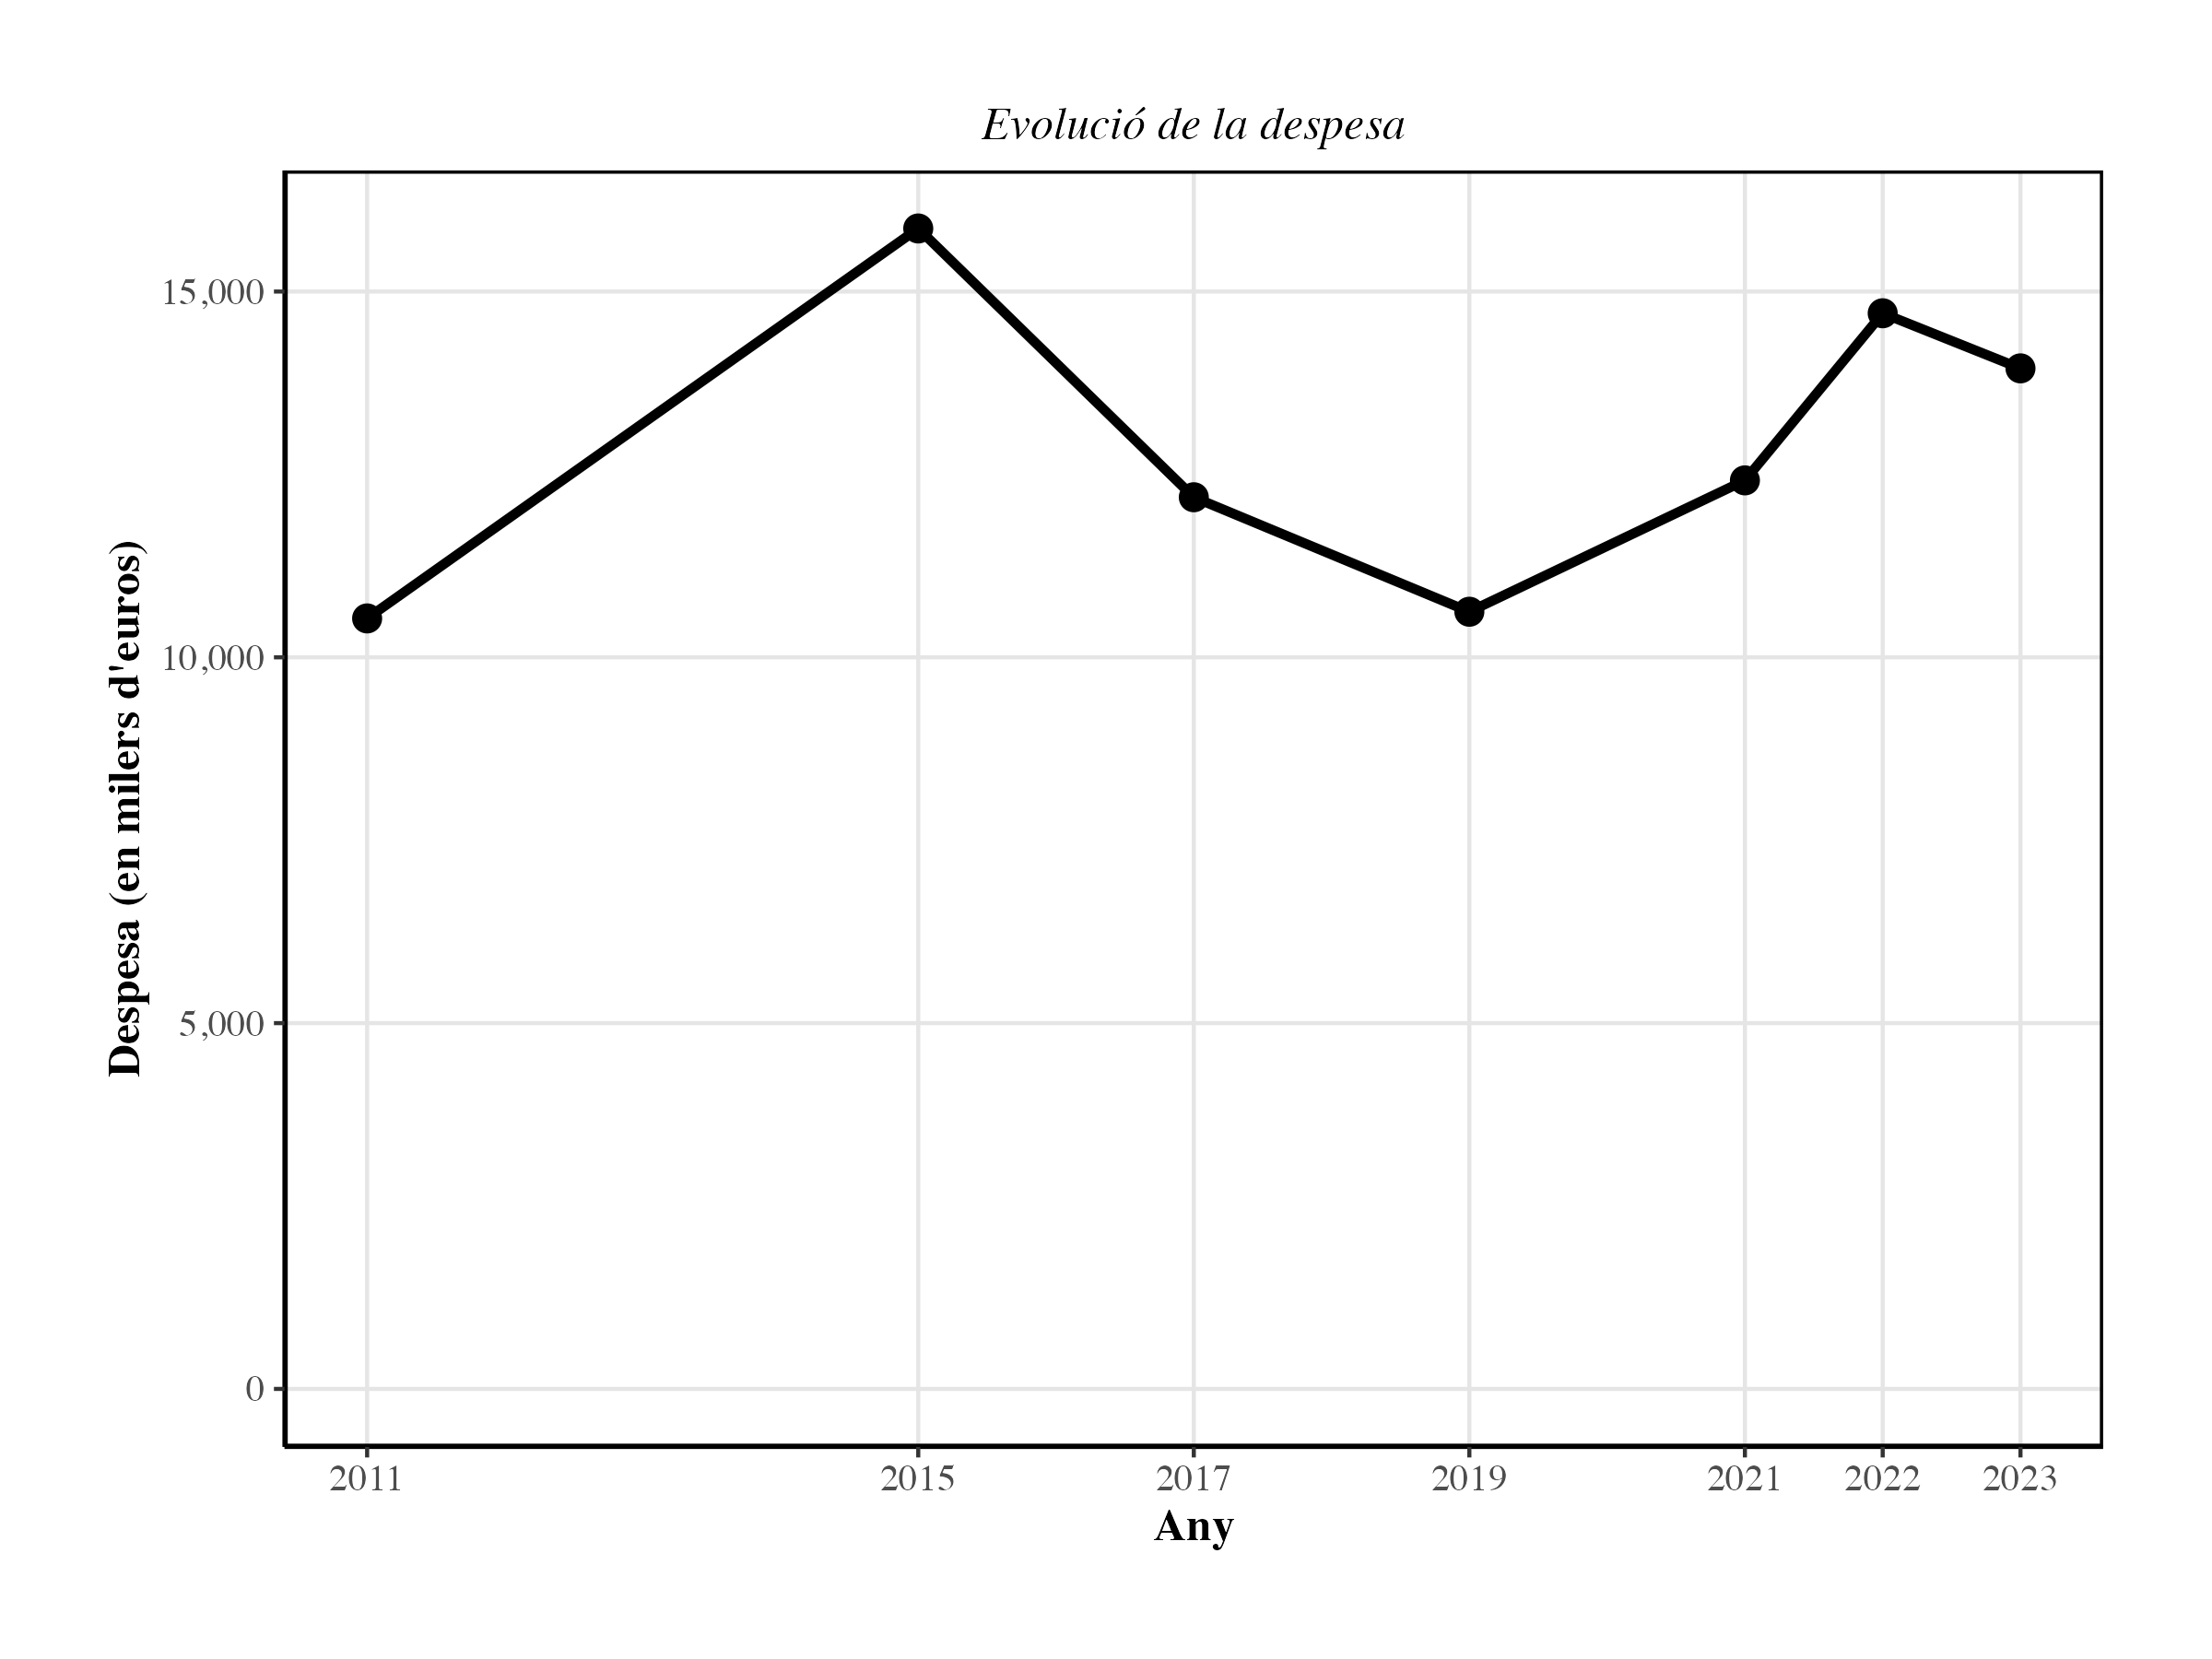 Evolució de la despesa
Despesa (en milers d'euros)
15,000
10,000
5,000
0
2011 2015 2017 2019 2021 2022 2023
Any